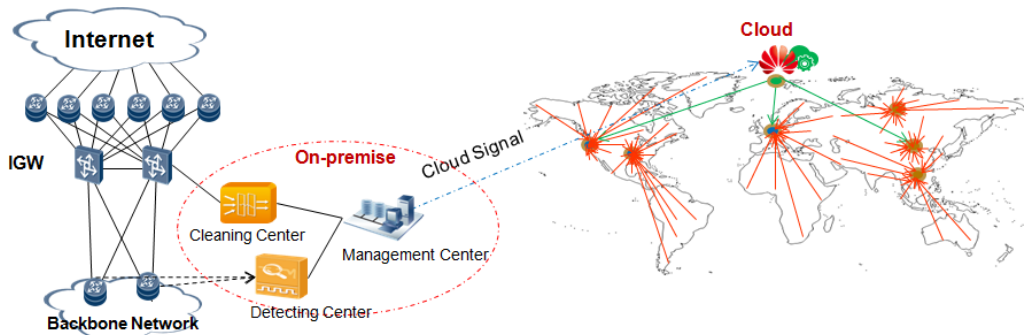 Internet
Cloud
IGW
On-premise
Cloud Signal
Cleaning Center
Management Center
Detecting Center
Backbone Network